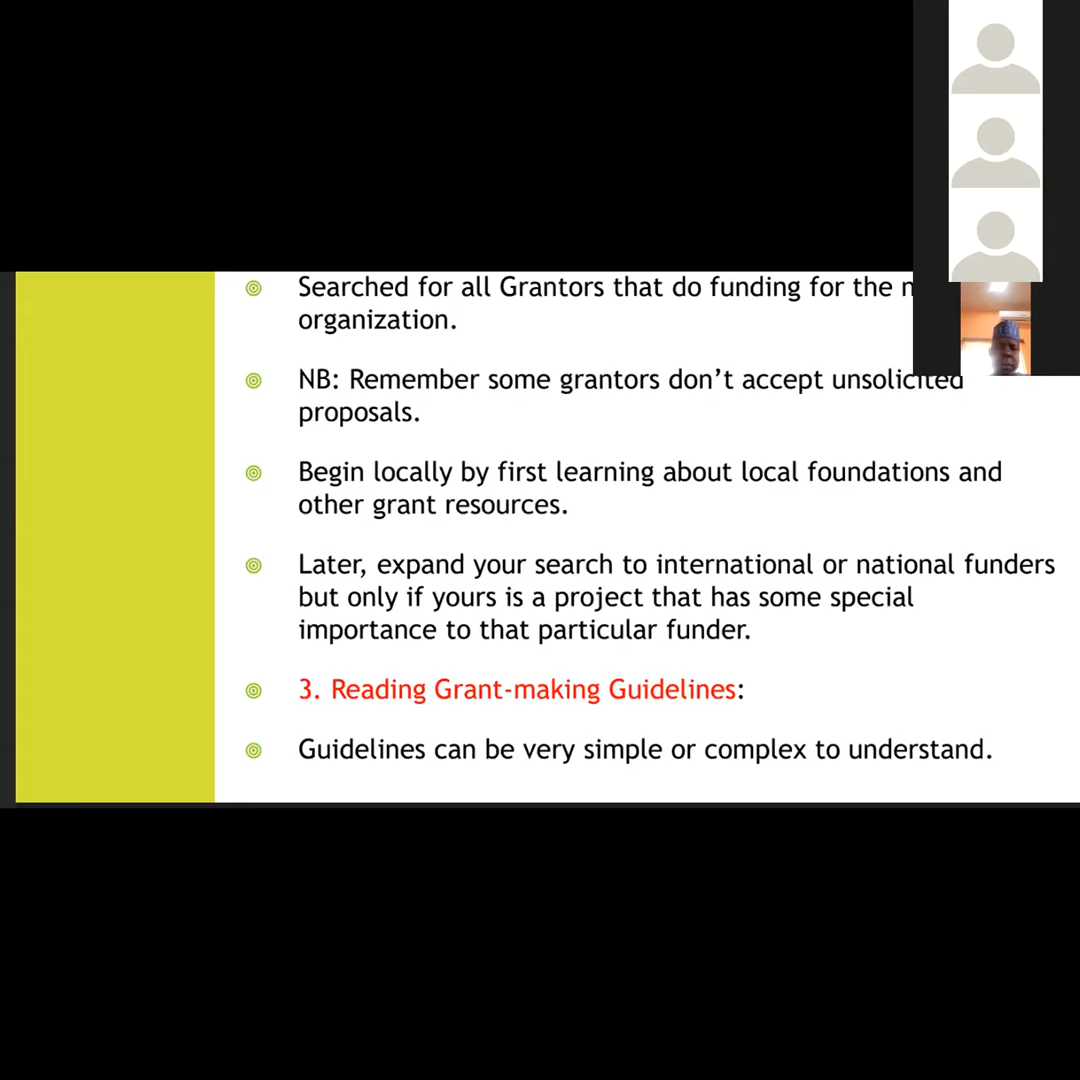 Searched for all Grantors that do funding for the
organization.
NB: Remember some grantors don’t accept unsolicited
proposals.
Begin locally by first learning about local foundations and
other grant resources.
Later, expand your search to international or national funders
but only if yours is a project that has some special
importance to that particular funder.
3. Reading Grant-making Guidelines:
Guidelines can be very simple or complex to understand.